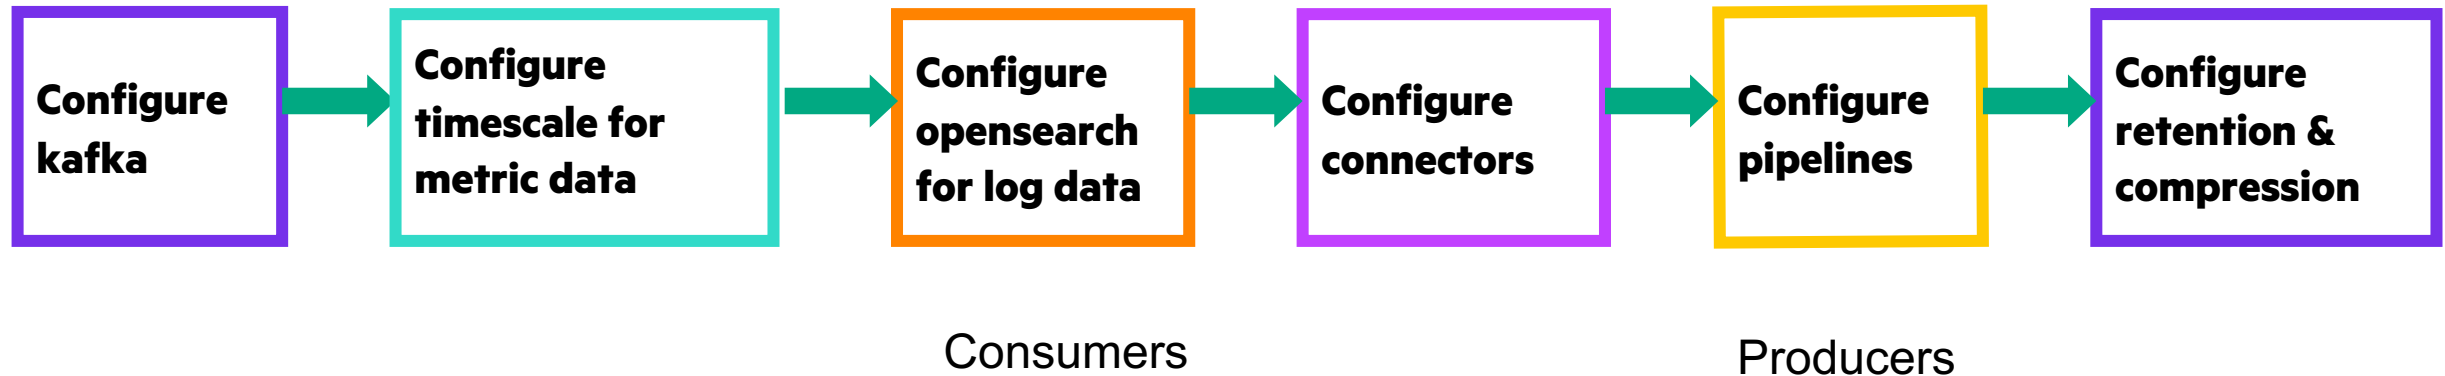 Configure
kafka
Configure
timescale for
metric data
Configure
opensearch
for log data
Configure
connectors
Configure
pipelines
Configure
retention &
compression
Consumers
Producers